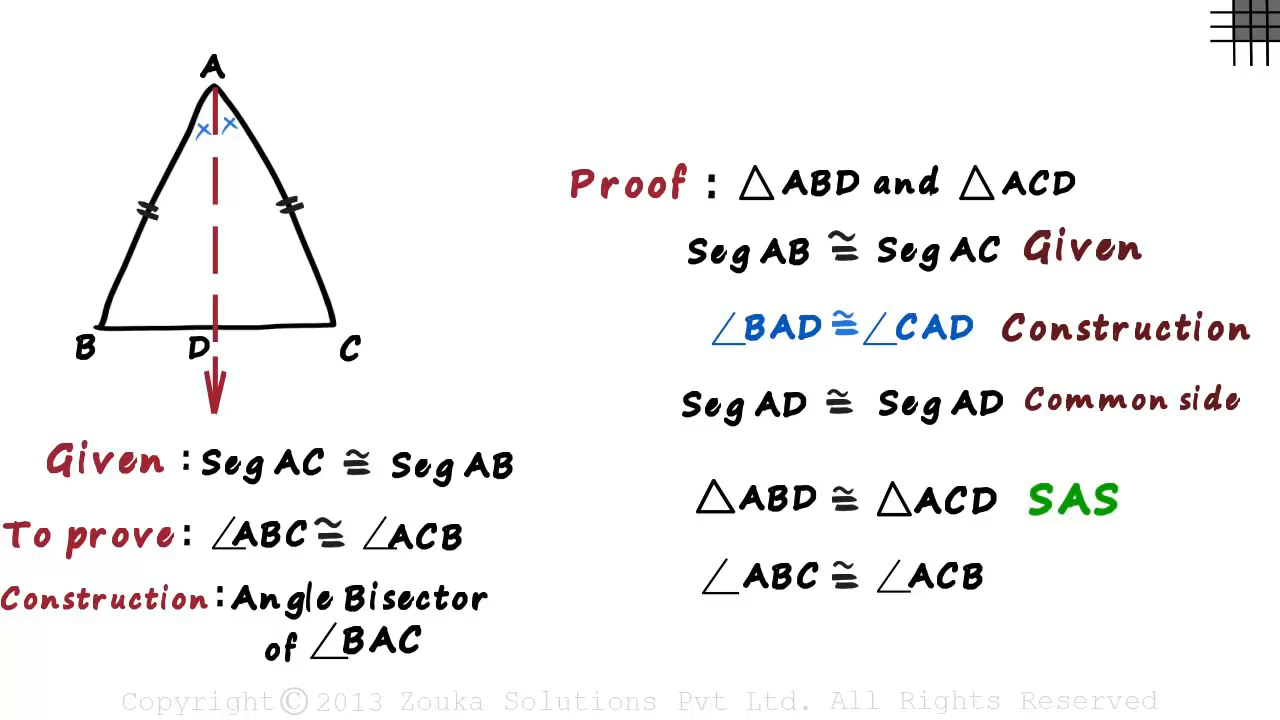 A
B
D
C
Given : Seg AC ≅ Seg AB
To prove : ∠ABC ≅ ∠ACB
Construction : Angle Bisector
of ∠BAC
Proof : △ABD and △ACD
Seg AB ≅ Seg AC Given
∠BAD ≅ ∠CAD Construction
Seg AD ≅ Seg AD Common side
△ABD ≅ △ACD SAS
∠ABC ≅ ∠ACB
Copyright © 2013 Zouka Solutions Pvt Ltd. All Rights Reserved